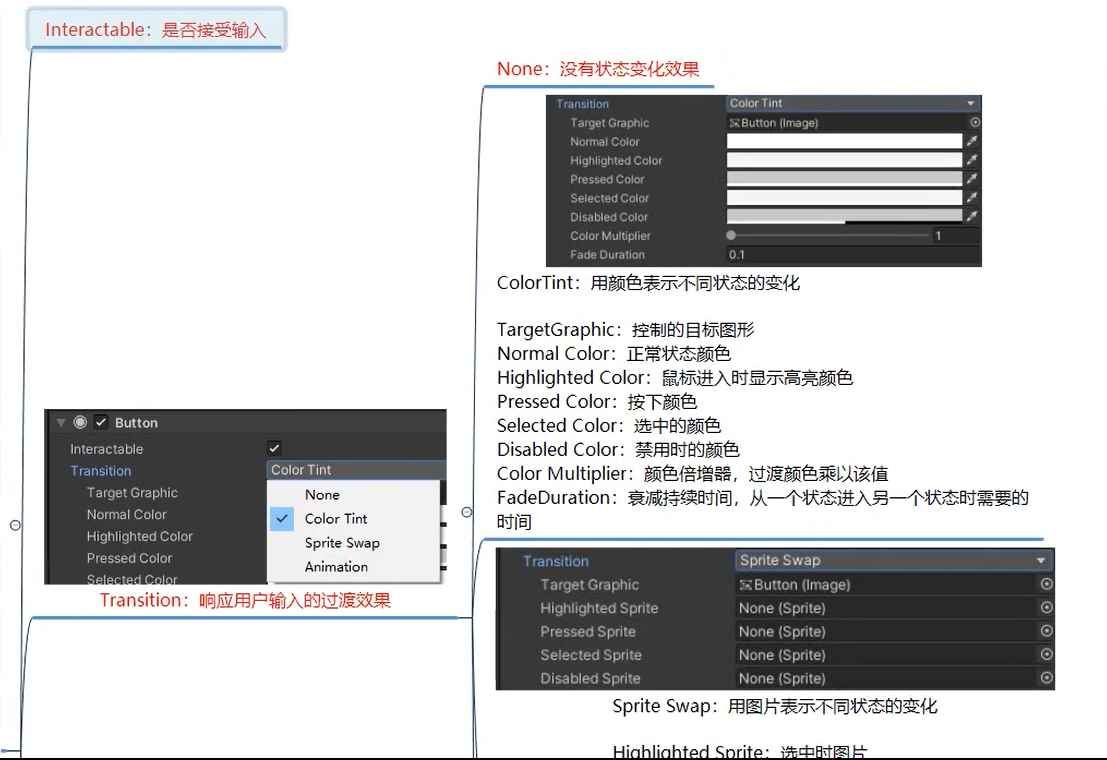 Interactable：是否接受输入
None：没有状态变化效果
Transition Color Tint
Target Graphic Button (Image)
Normal Color
Highlighted Color
Pressed Color
Selected Color
Disabled Color
Color Multiplier 1
Fade Duration 0.1
ColorTint：用颜色表示不同状态的变化
TargetGraphic：控制的目标图形
Normal Color：正常状态颜色
Highlighted Color：鼠标进入时显示高亮颜色
Pressed Color：按下颜色
Selected Color：选中的颜色
Disabled Color：禁用时的颜色
Color Multiplier：颜色倍增器，过渡颜色乘以该值
FadeDuration：衰减持续时间，从一个状态进入另一个状态时需要的
时间
Button
Interactable
Transition Color Tint
Target Graphic
Normal Color
Highlighted Color
Pressed Color
Selected Color
None
Color Tint
Sprite Swap
Animation
Transition：响应用户输入的过渡效果
Transition Sprite Swap
Target Graphic Button (Image)
Highlighted Sprite None (Sprite)
Pressed Sprite None (Sprite)
Selected Sprite None (Sprite)
Disabled Sprite None (Sprite)
Sprite Swap：用图片表示不同状态的变化
Highlighted Sprite：选中时图片